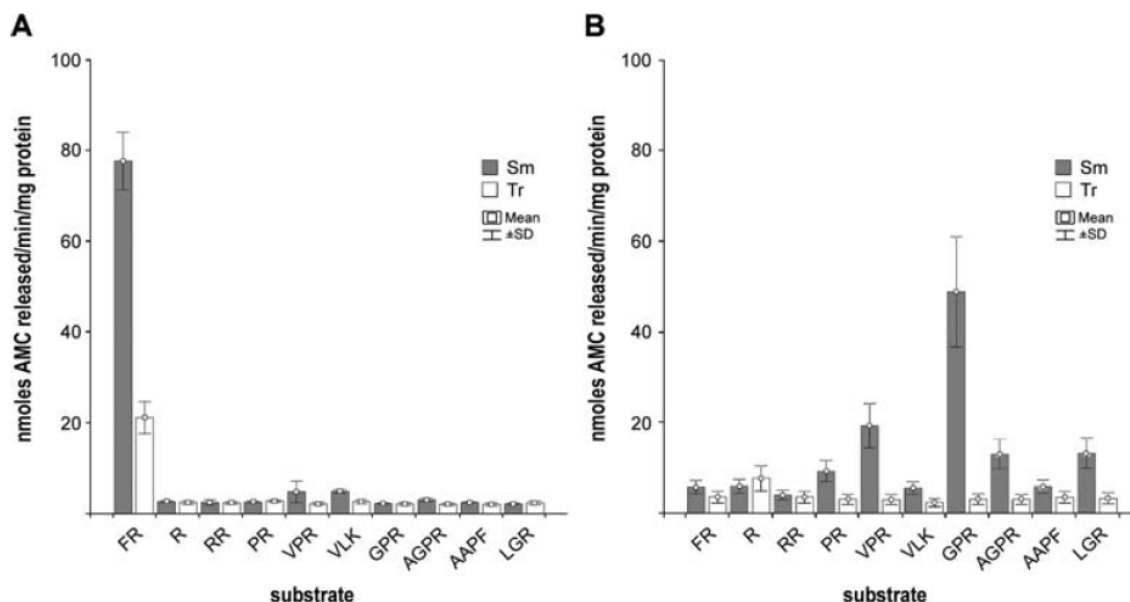 A
nmoles AMC released/min/mg protein
100
80
60
40
20
Sm
Tr
Mean
±SD
FR
R
RR
PR
VPR
VLK
GPR
AGPR
AAPF
LGR
substrate
B
nmoles AMC released/min/mg protein
100
80
60
40
20
Sm
Tr
Mean
±SD
FR
R
RR
PR
VPR
VLK
GPR
AGPR
AAPF
LGR
substrate